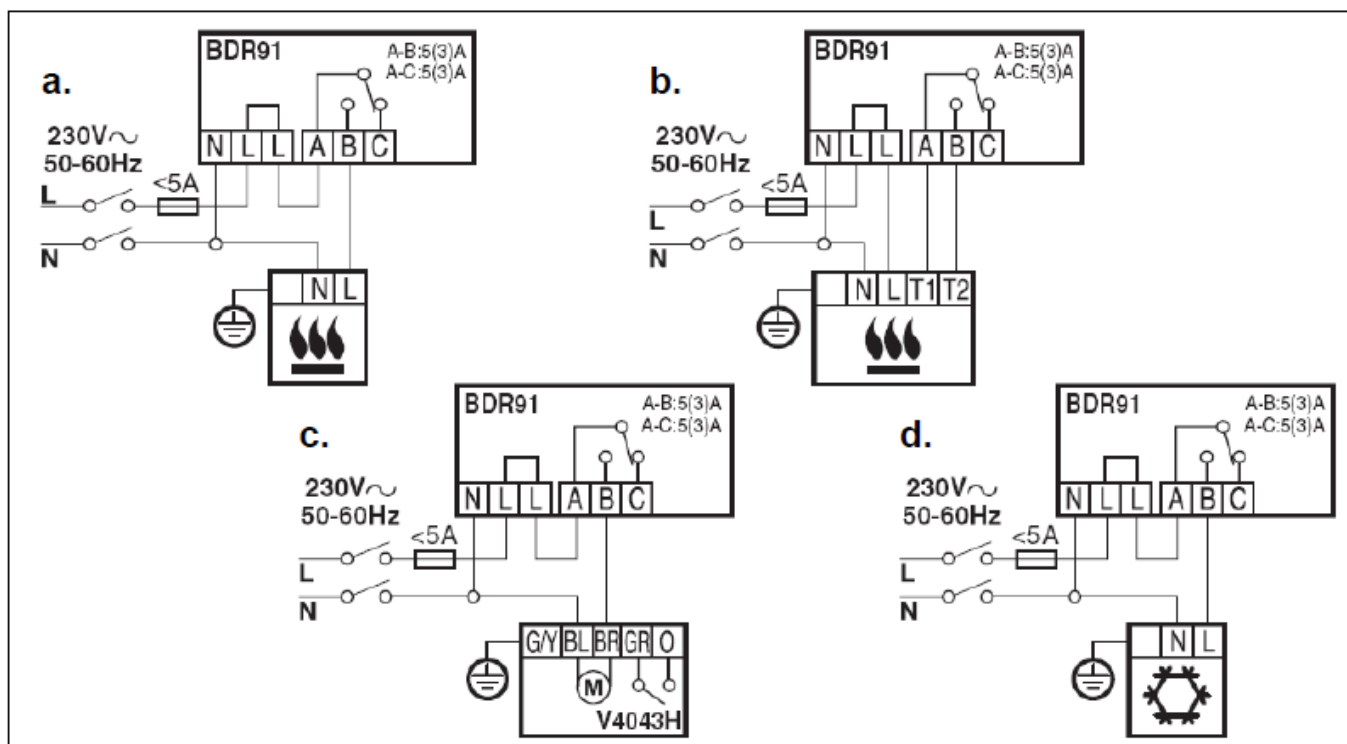 a.
BDR91
A-B:5(3)A
A-C:5(3)A
230V~
50-60Hz
N L L A B C
<5A
L
N
N L
b.
BDR91
A-B:5(3)A
A-C:5(3)A
230V~
50-60Hz
N L L A B C
<5A
L
N
N L T1 T2
c.
BDR91
A-B:5(3)A
A-C:5(3)A
230V~
50-60Hz
N L L A B C
<5A
L
N
G/Y BL BR GR O
M
V4043H
d.
BDR91
A-B:5(3)A
A-C:5(3)A
230V~
50-60Hz
N L L A B C
<5A
L
N
N L